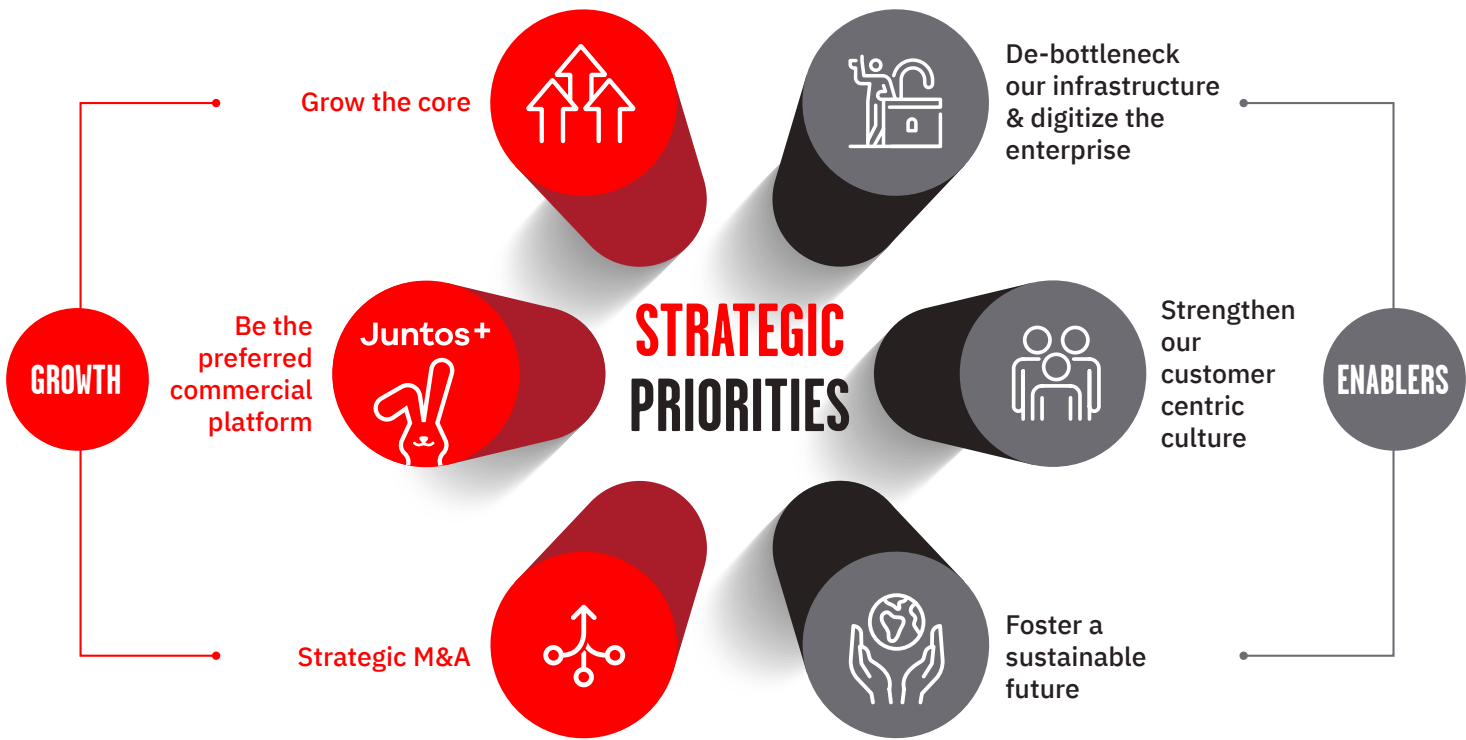 STRATEGIC
PRIORITIES
GROWTH
Grow the core
Be the
preferred
commercial
platform
Juntos+
Strategic M&A
ENABLERS
De-bottleneck
our infrastructure
& digitize the
enterprise
Strengthen
our
customer
centric
culture
Foster a
sustainable
future